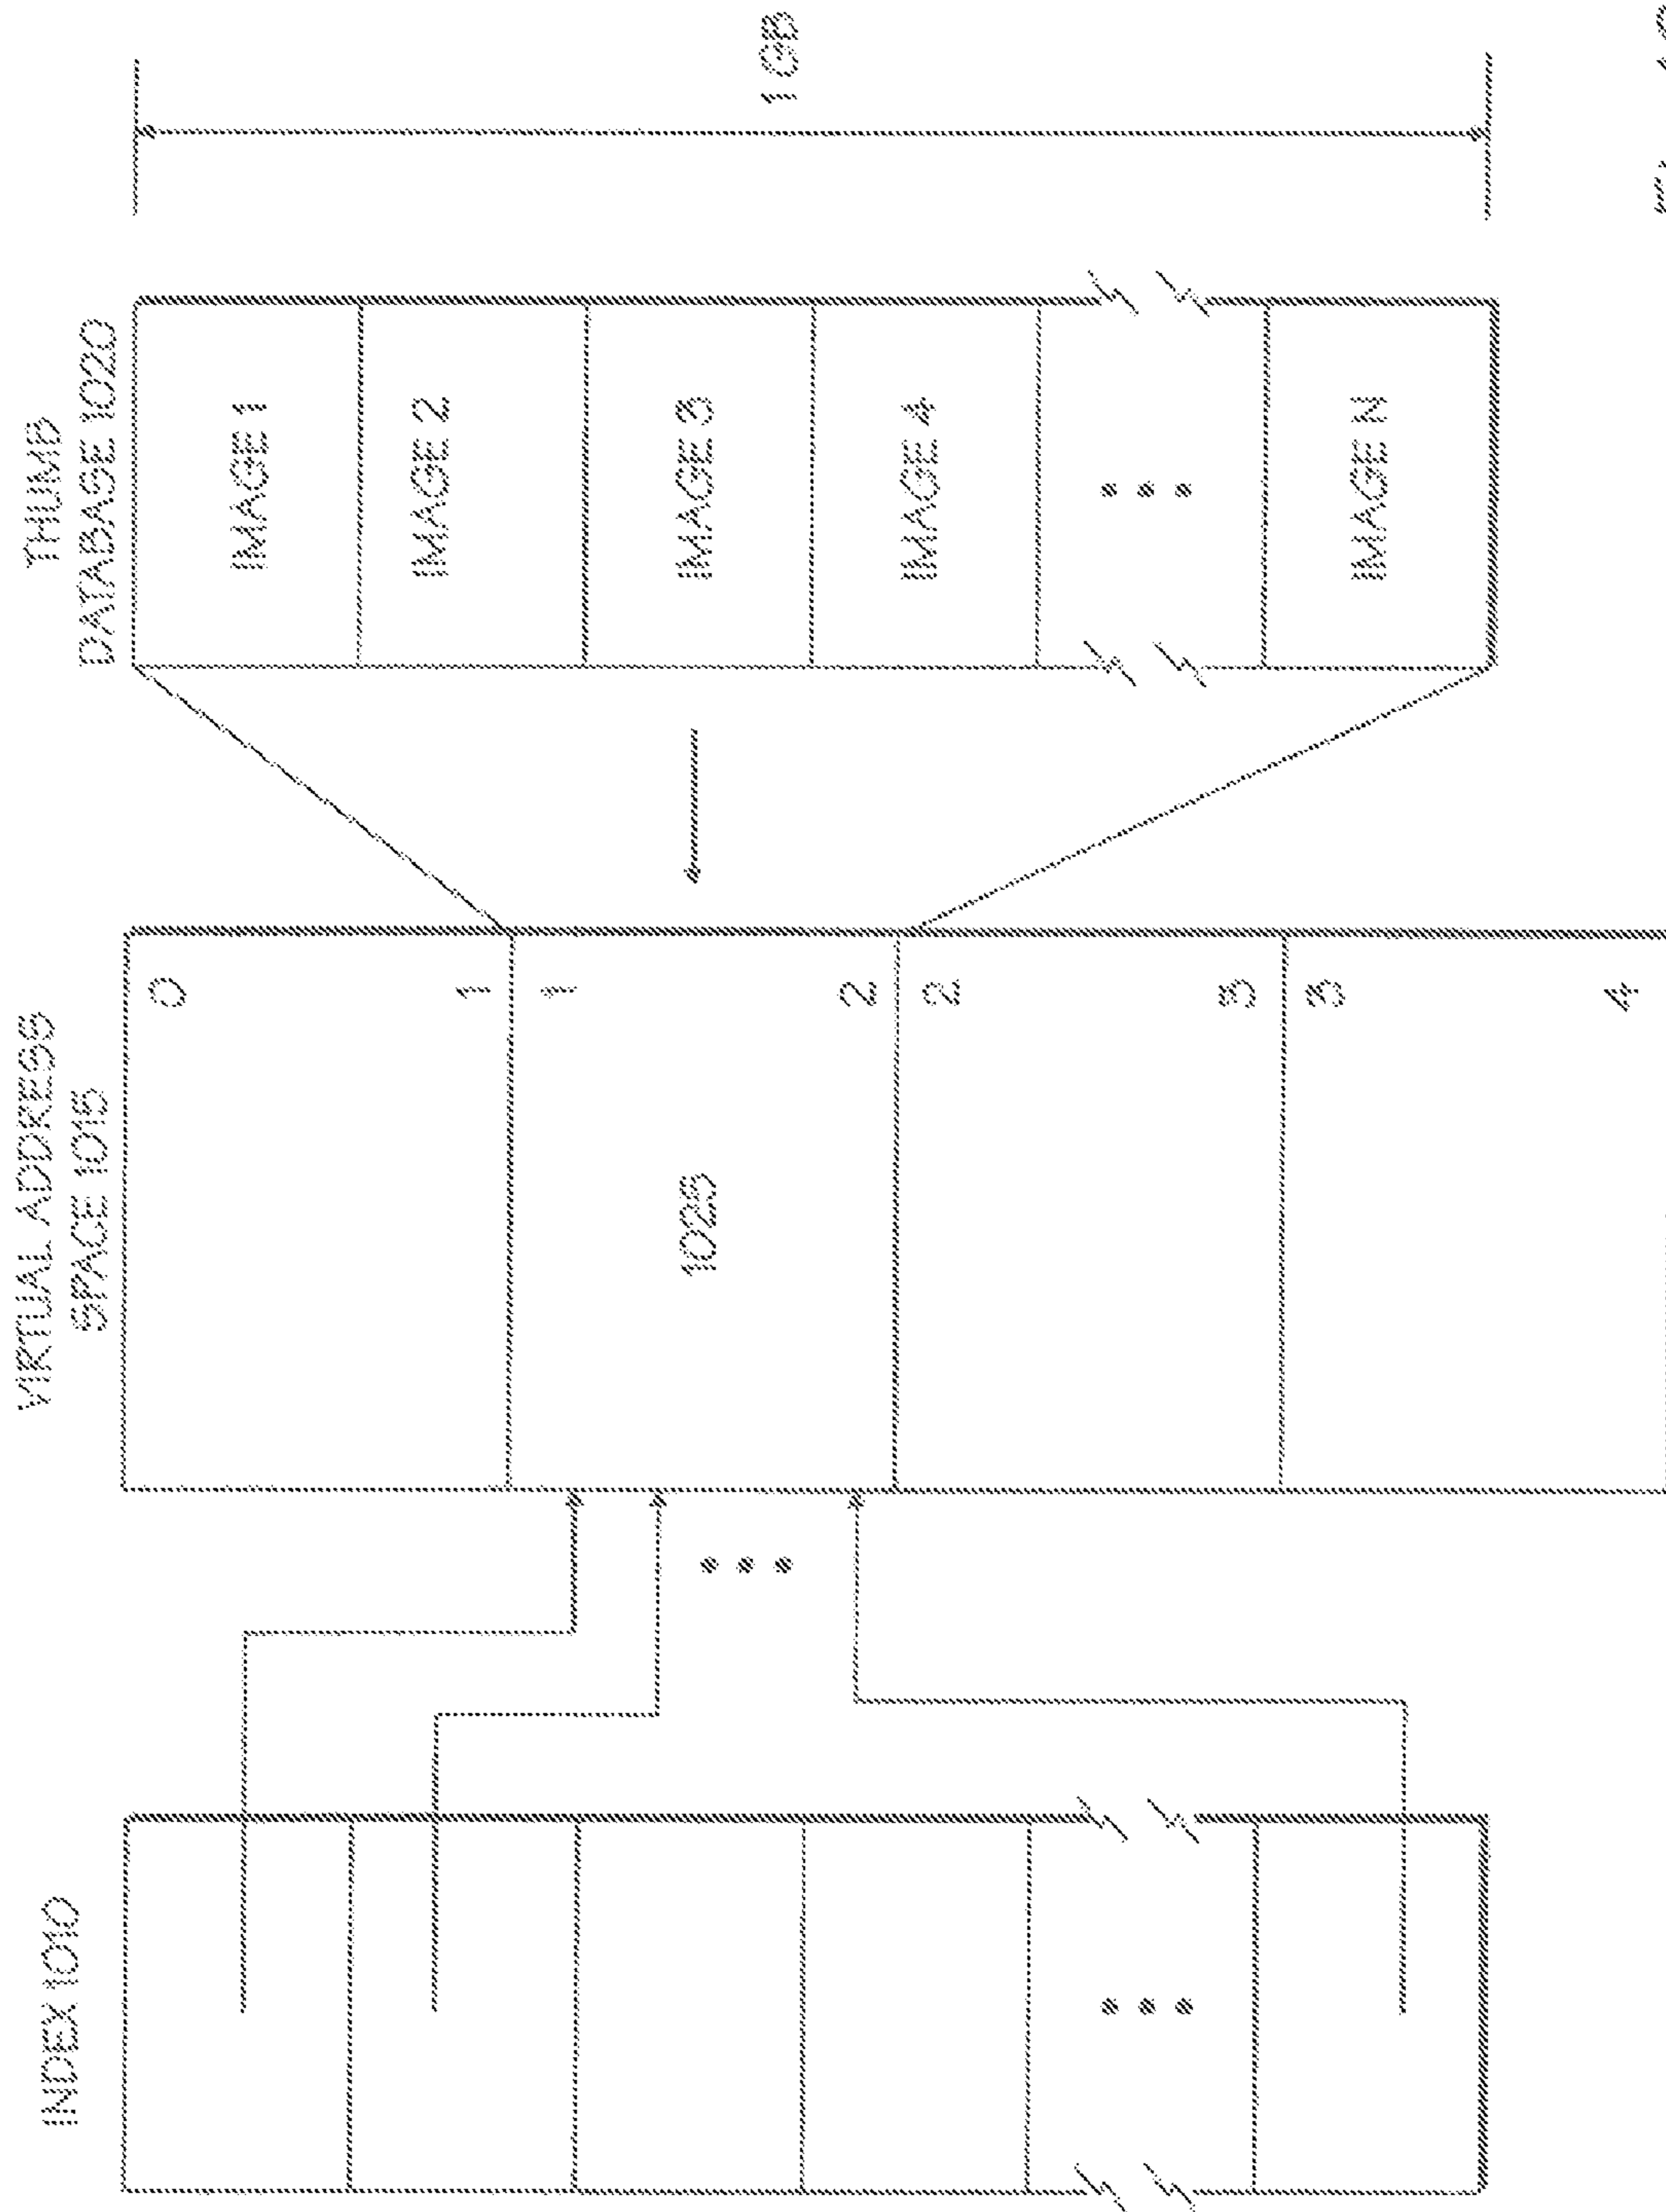 INDEX 1010
VIRTUAL ADDRESS
SPACE 1015
0
1
1
1025
2
2
3
3
4
THUMB
DATABASE 1020
IMAGE 1
IMAGE 2
IMAGE 3
IMAGE 4
IMAGE N
1 GB